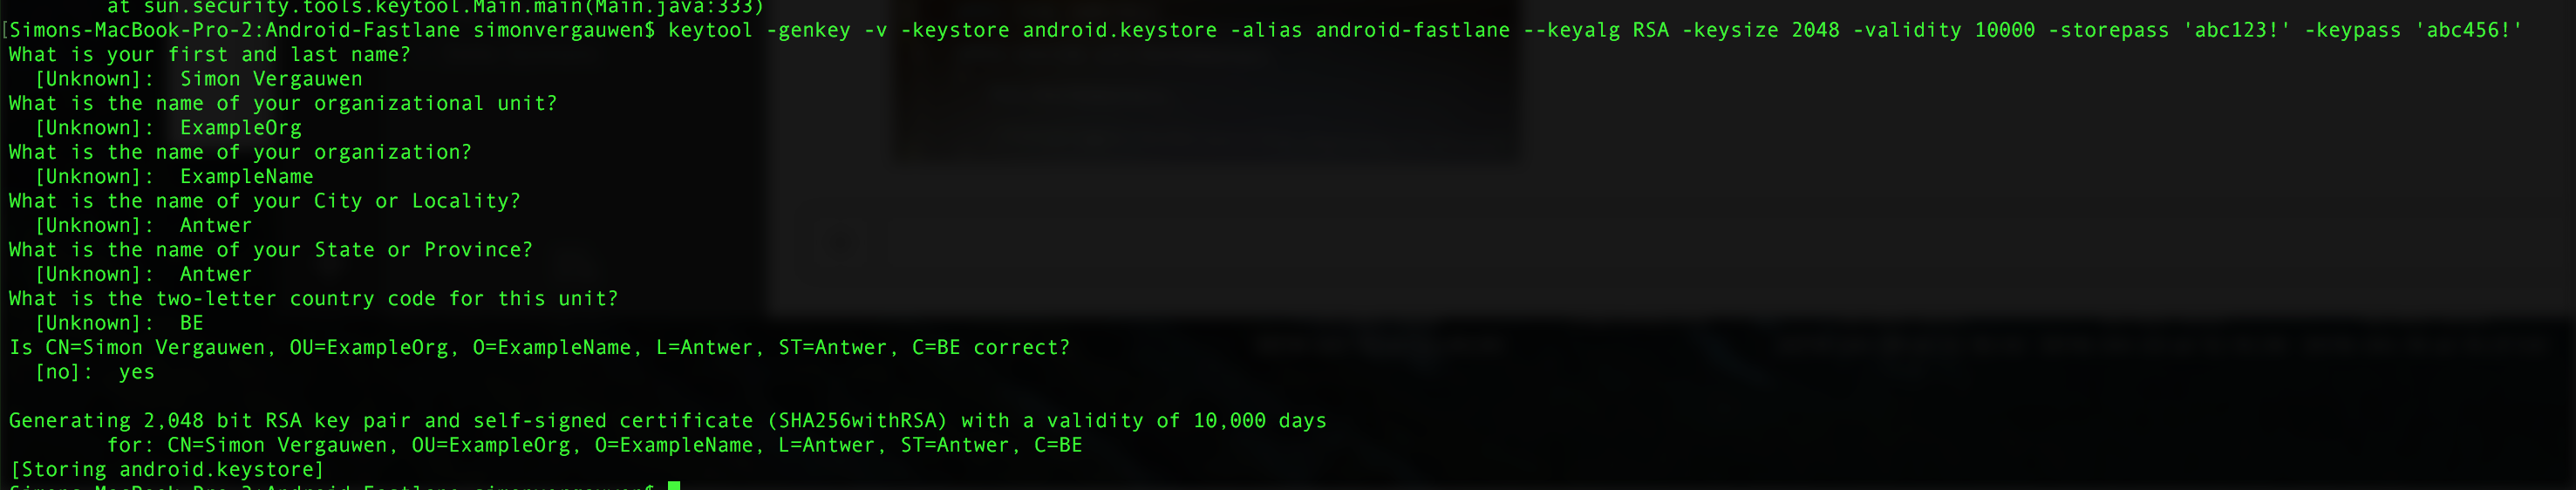 at sun.security.tools.keytool.Main.main(Main.java:333)
[Simons-MacBook-Pro-2:Android-Fastlane simonvergauwen$ keytool -genkey -v -keystore android.keystore -alias android-fastlane --keyalg RSA -keysize 2048 -validity 10000 -storepass 'abc123!' -keypass 'abc456!'
What is your first and last name?
[Unknown]:  Simon Vergauwen
What is the name of your organizational unit?
[Unknown]:  ExampleOrg
What is the name of your organization?
[Unknown]:  ExampleName
What is the name of your City or Locality?
[Unknown]:  Antwer
What is the name of your State or Province?
[Unknown]:  Antwer
What is the two-letter country code for this unit?
[Unknown]:  BE
Is CN=Simon Vergauwen, OU=ExampleOrg, O=ExampleName, L=Antwer, ST=Antwer, C=BE correct?
[no]:  yes
Generating 2,048 bit RSA key pair and self-signed certificate (SHA256withRSA) with a validity of 10,000 days
for: CN=Simon Vergauwen, OU=ExampleOrg, O=ExampleName, L=Antwer, ST=Antwer, C=BE
[Storing android.keystore]
Simons-MacBook-Pro-2:Android-Fastlane simonvergauwen$